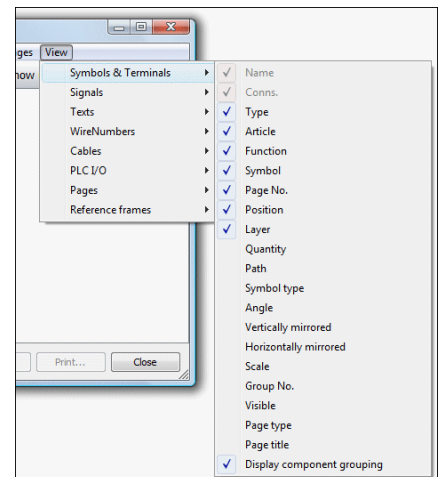 View
Symbols & Terminals
Signals
Texts
WireNumbers
Cables
PLC I/O
Pages
Reference frames
Name
Conns.
Type
Article
Function
Symbol
Page No.
Position
Layer
Quantity
Path
Symbol type
Angle
Vertically mirrored
Horizontally mirrored
Scale
Group No.
Visible
Page type
Page title
Display component grouping
Print...
Close